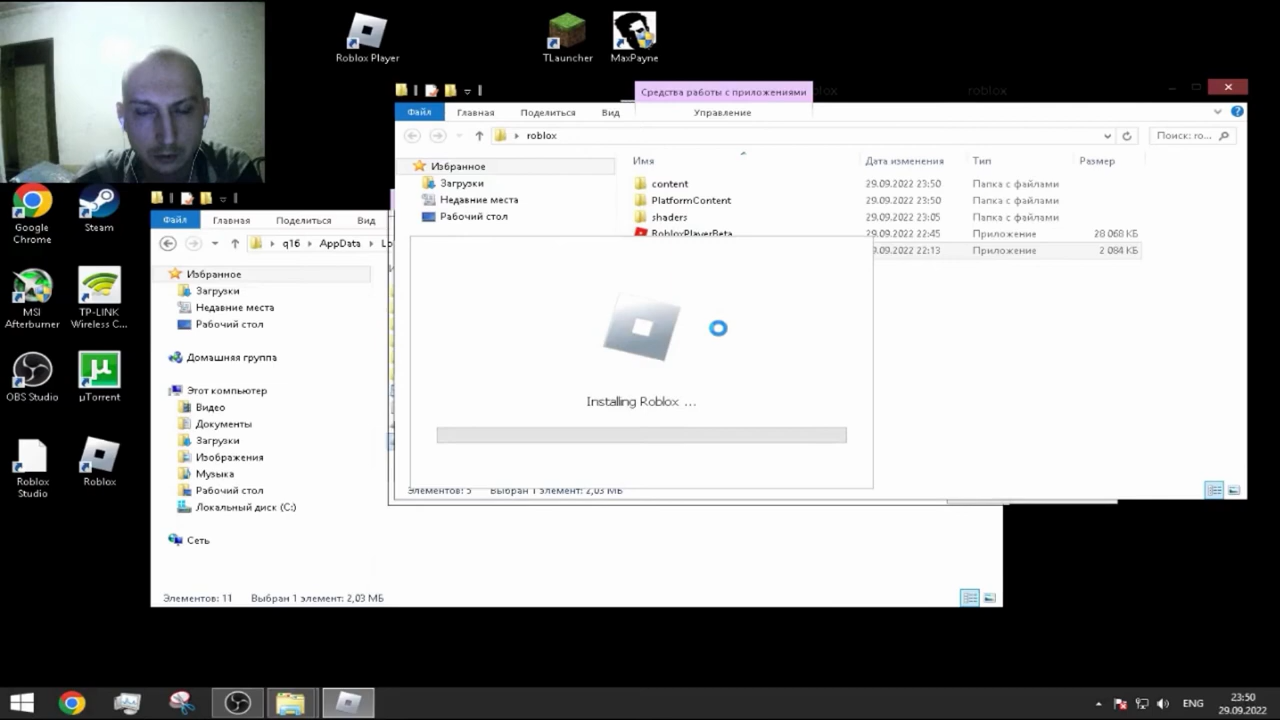 Roblox Player
TLauncher
MaxPayne
Средства работы с приложениями
roblox
Файл
Главная
Поделиться
Вид
Управление
roblox
Поиск: ro...
Избранное
Загрузки
Недавние места
Рабочий стол
Имя
Дата изменения
Тип
Размер
content
29.09.2022 23:50
Папка с файлами
PlatformContent
29.09.2022 23:50
Папка с файлами
shaders
29.09.2022 23:05
Папка с файлами
RobloxPlayerBeta
29.09.2022 22:45
Приложение
28 068 КБ
29.09.2022 22:13
Приложение
2 084 КБ
Installing Roblox ...
Элементов: 5
Выбран 1 элемент: 2,03 МБ
Google
Chrome
Steam
MSI
Afterburner
TP-LINK
Wireless C...
OBS Studio
µTorrent
Roblox
Studio
Roblox
Файл
Главная
Поделиться
Вид
q16
AppData
Lo
Избранное
Загрузки
Недавние места
Рабочий стол
Домашняя группа
Этот компьютер
Видео
Документы
Загрузки
Изображения
Музыка
Рабочий стол
Локальный диск (C:)
Сеть
Элементов: 11
Выбран 1 элемент: 2,03 МБ
ENG
23:50
29.09.2022